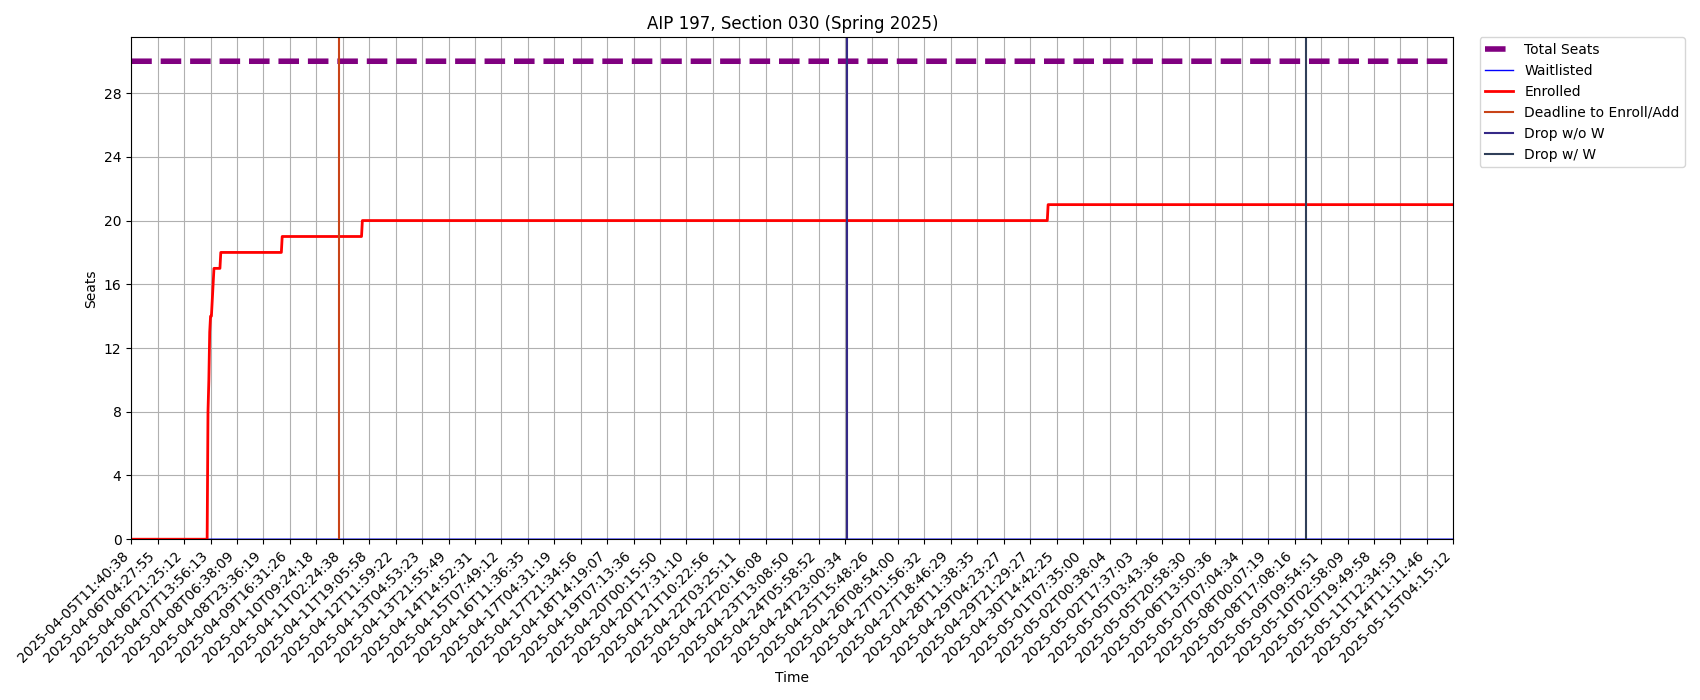 AIP 197, Section 030 (Spring 2025)
Total Seats
Waitlisted
Enrolled
Deadline to Enroll/Add
Drop w/o W
Drop w/ W
Seats
28
24
20
16
12
8
4
0
2025-04-05T11:40:38
2025-04-06T04:27:55
2025-04-06T21:25:12
2025-04-07T13:56:13
2025-04-08T06:38:09
2025-04-08T23:36:19
2025-04-09T16:31:26
2025-04-10T09:24:18
2025-04-11T02:24:38
2025-04-11T19:05:58
2025-04-12T11:59:22
2025-04-13T04:53:23
2025-04-13T21:55:49
2025-04-14T14:52:31
2025-04-15T07:49:12
2025-04-16T11:36:35
2025-04-17T04:31:19
2025-04-17T21:34:56
2025-04-18T14:19:07
2025-04-19T07:13:36
2025-04-20T00:15:50
2025-04-20T17:31:10
2025-04-21T10:22:56
2025-04-22T03:25:11
2025-04-22T20:16:08
2025-04-23T13:08:50
2025-04-24T05:58:52
2025-04-24T23:00:34
2025-04-25T15:48:26
2025-04-26T08:54:00
2025-04-27T01:56:32
2025-04-27T18:46:29
2025-04-28T11:38:35
2025-04-29T04:23:27
2025-04-29T21:29:27
2025-04-30T14:42:25
2025-05-01T07:35:00
2025-05-02T00:38:04
2025-05-02T17:37:03
2025-05-05T03:43:36
2025-05-05T20:58:30
2025-05-06T13:50:36
2025-05-07T07:04:34
2025-05-08T00:07:19
2025-05-08T17:08:16
2025-05-09T09:54:51
2025-05-10T02:58:09
2025-05-10T19:49:58
2025-05-11T12:34:59
2025-05-14T11:11:46
2025-05-15T04:15:12
Time